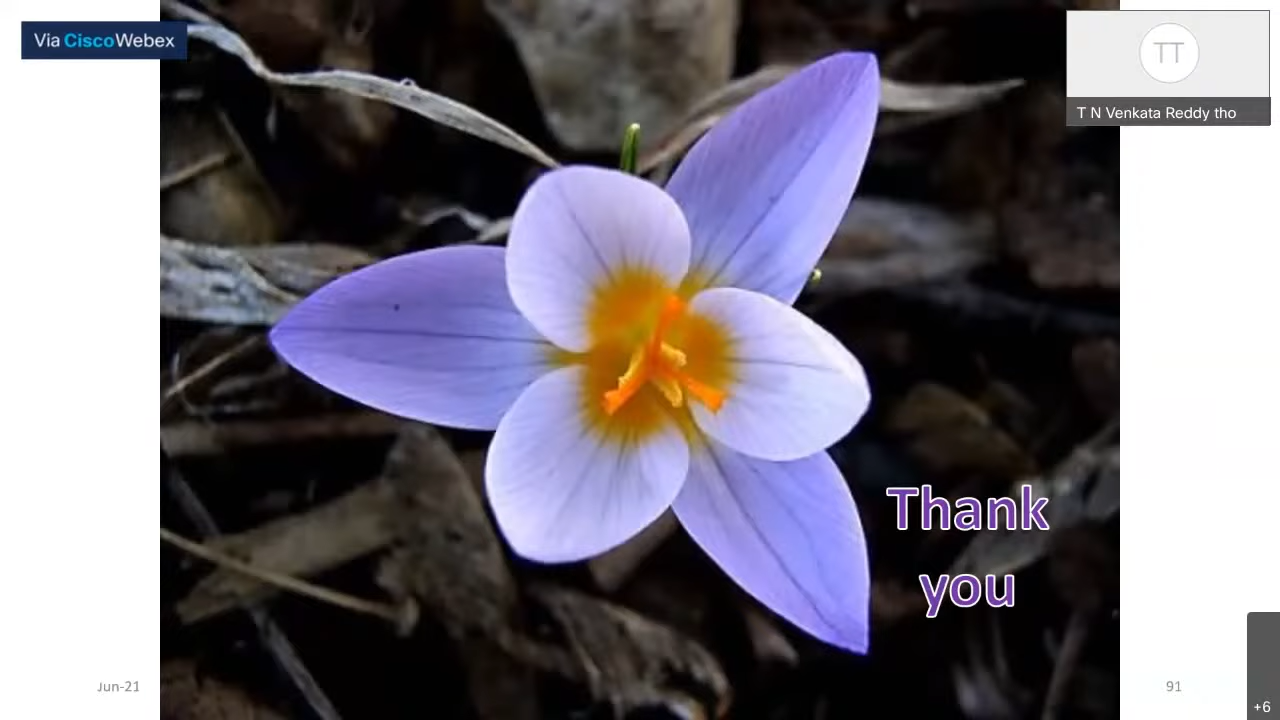 Via CiscoWebex
TT
T N Venkata Reddy tho
Thank
you
Jun-21
91
+6